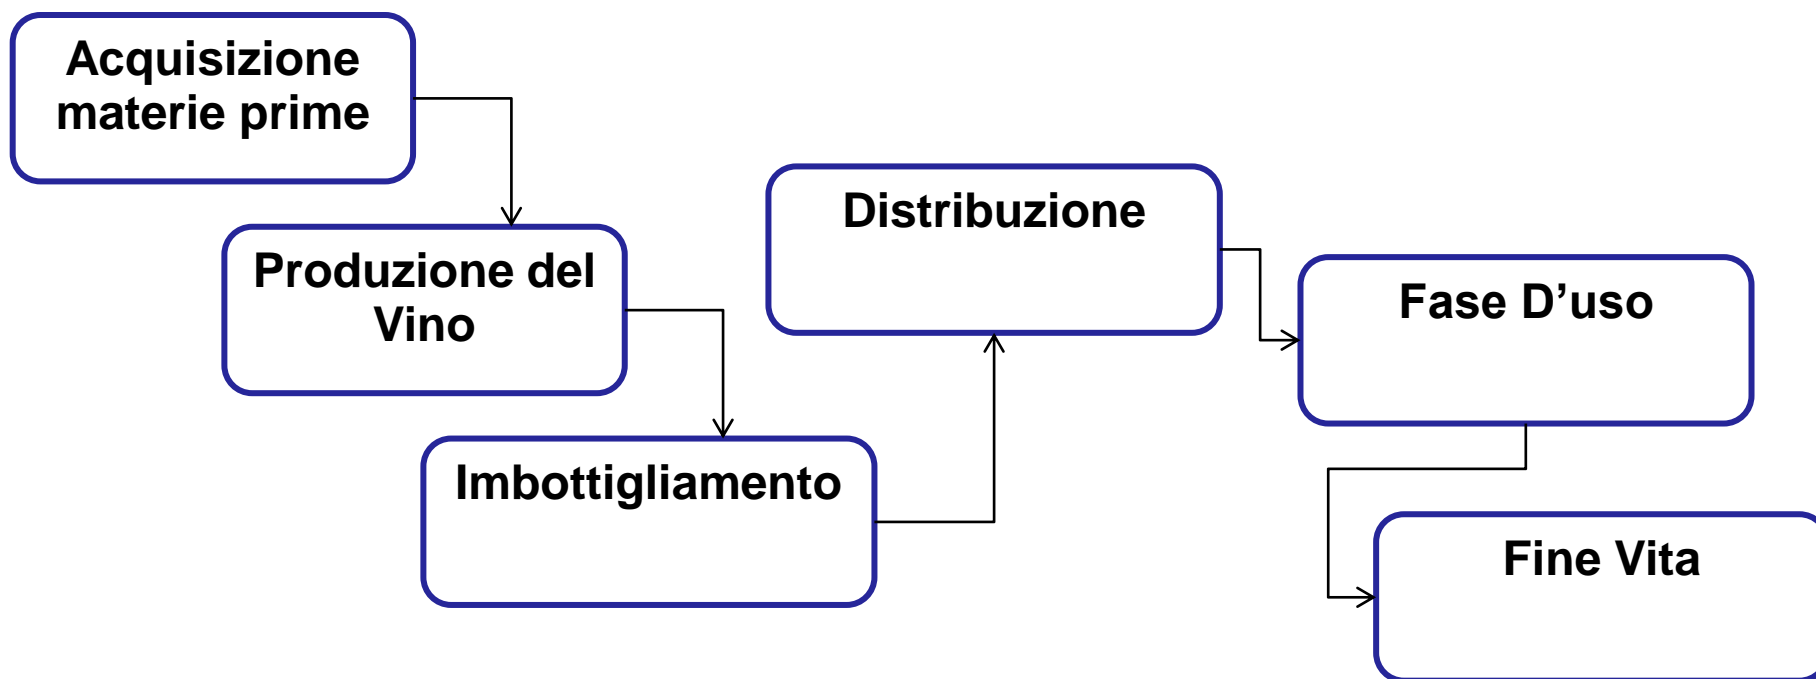 Acquisizione
materie prime
Produzione del
Vino
Imbottigliamento
Distribuzione
Fase D’uso
Fine Vita